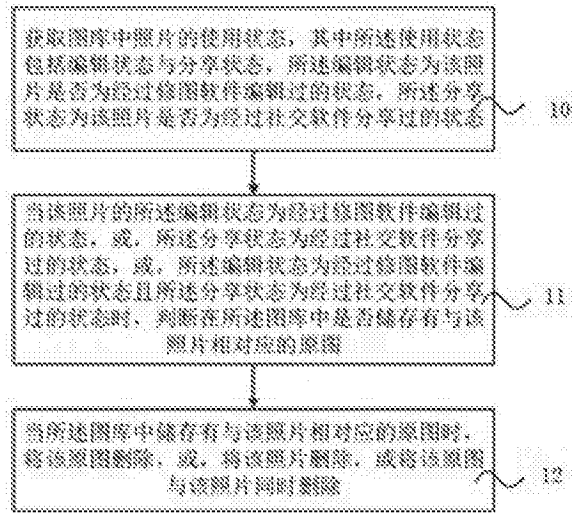 获取图库中照片的使用状态，其中所述使用状态
包括编辑状态与分享状态，所述编辑状态为该照
片是否为经过修图软件编辑过的状态，所述分享
状态为该照片是否为经过社交软件分享过的状态
10
当该照片的所述编辑状态为经过修图软件编辑过
的状态，或，所述分享状态为经过社交软件分享
过的状态，或，所述编辑状态为经过修图软件编
辑过的状态且所述分享状态为经过社交软件分享
过的状态时，判断在所述图库中是否储存有与该
照片相对应的原图
11
当所述图库中储存有与该照片相对应的原图时，
将该原图删除，或，将该照片删除，或将该原图
与该照片同时删除
12